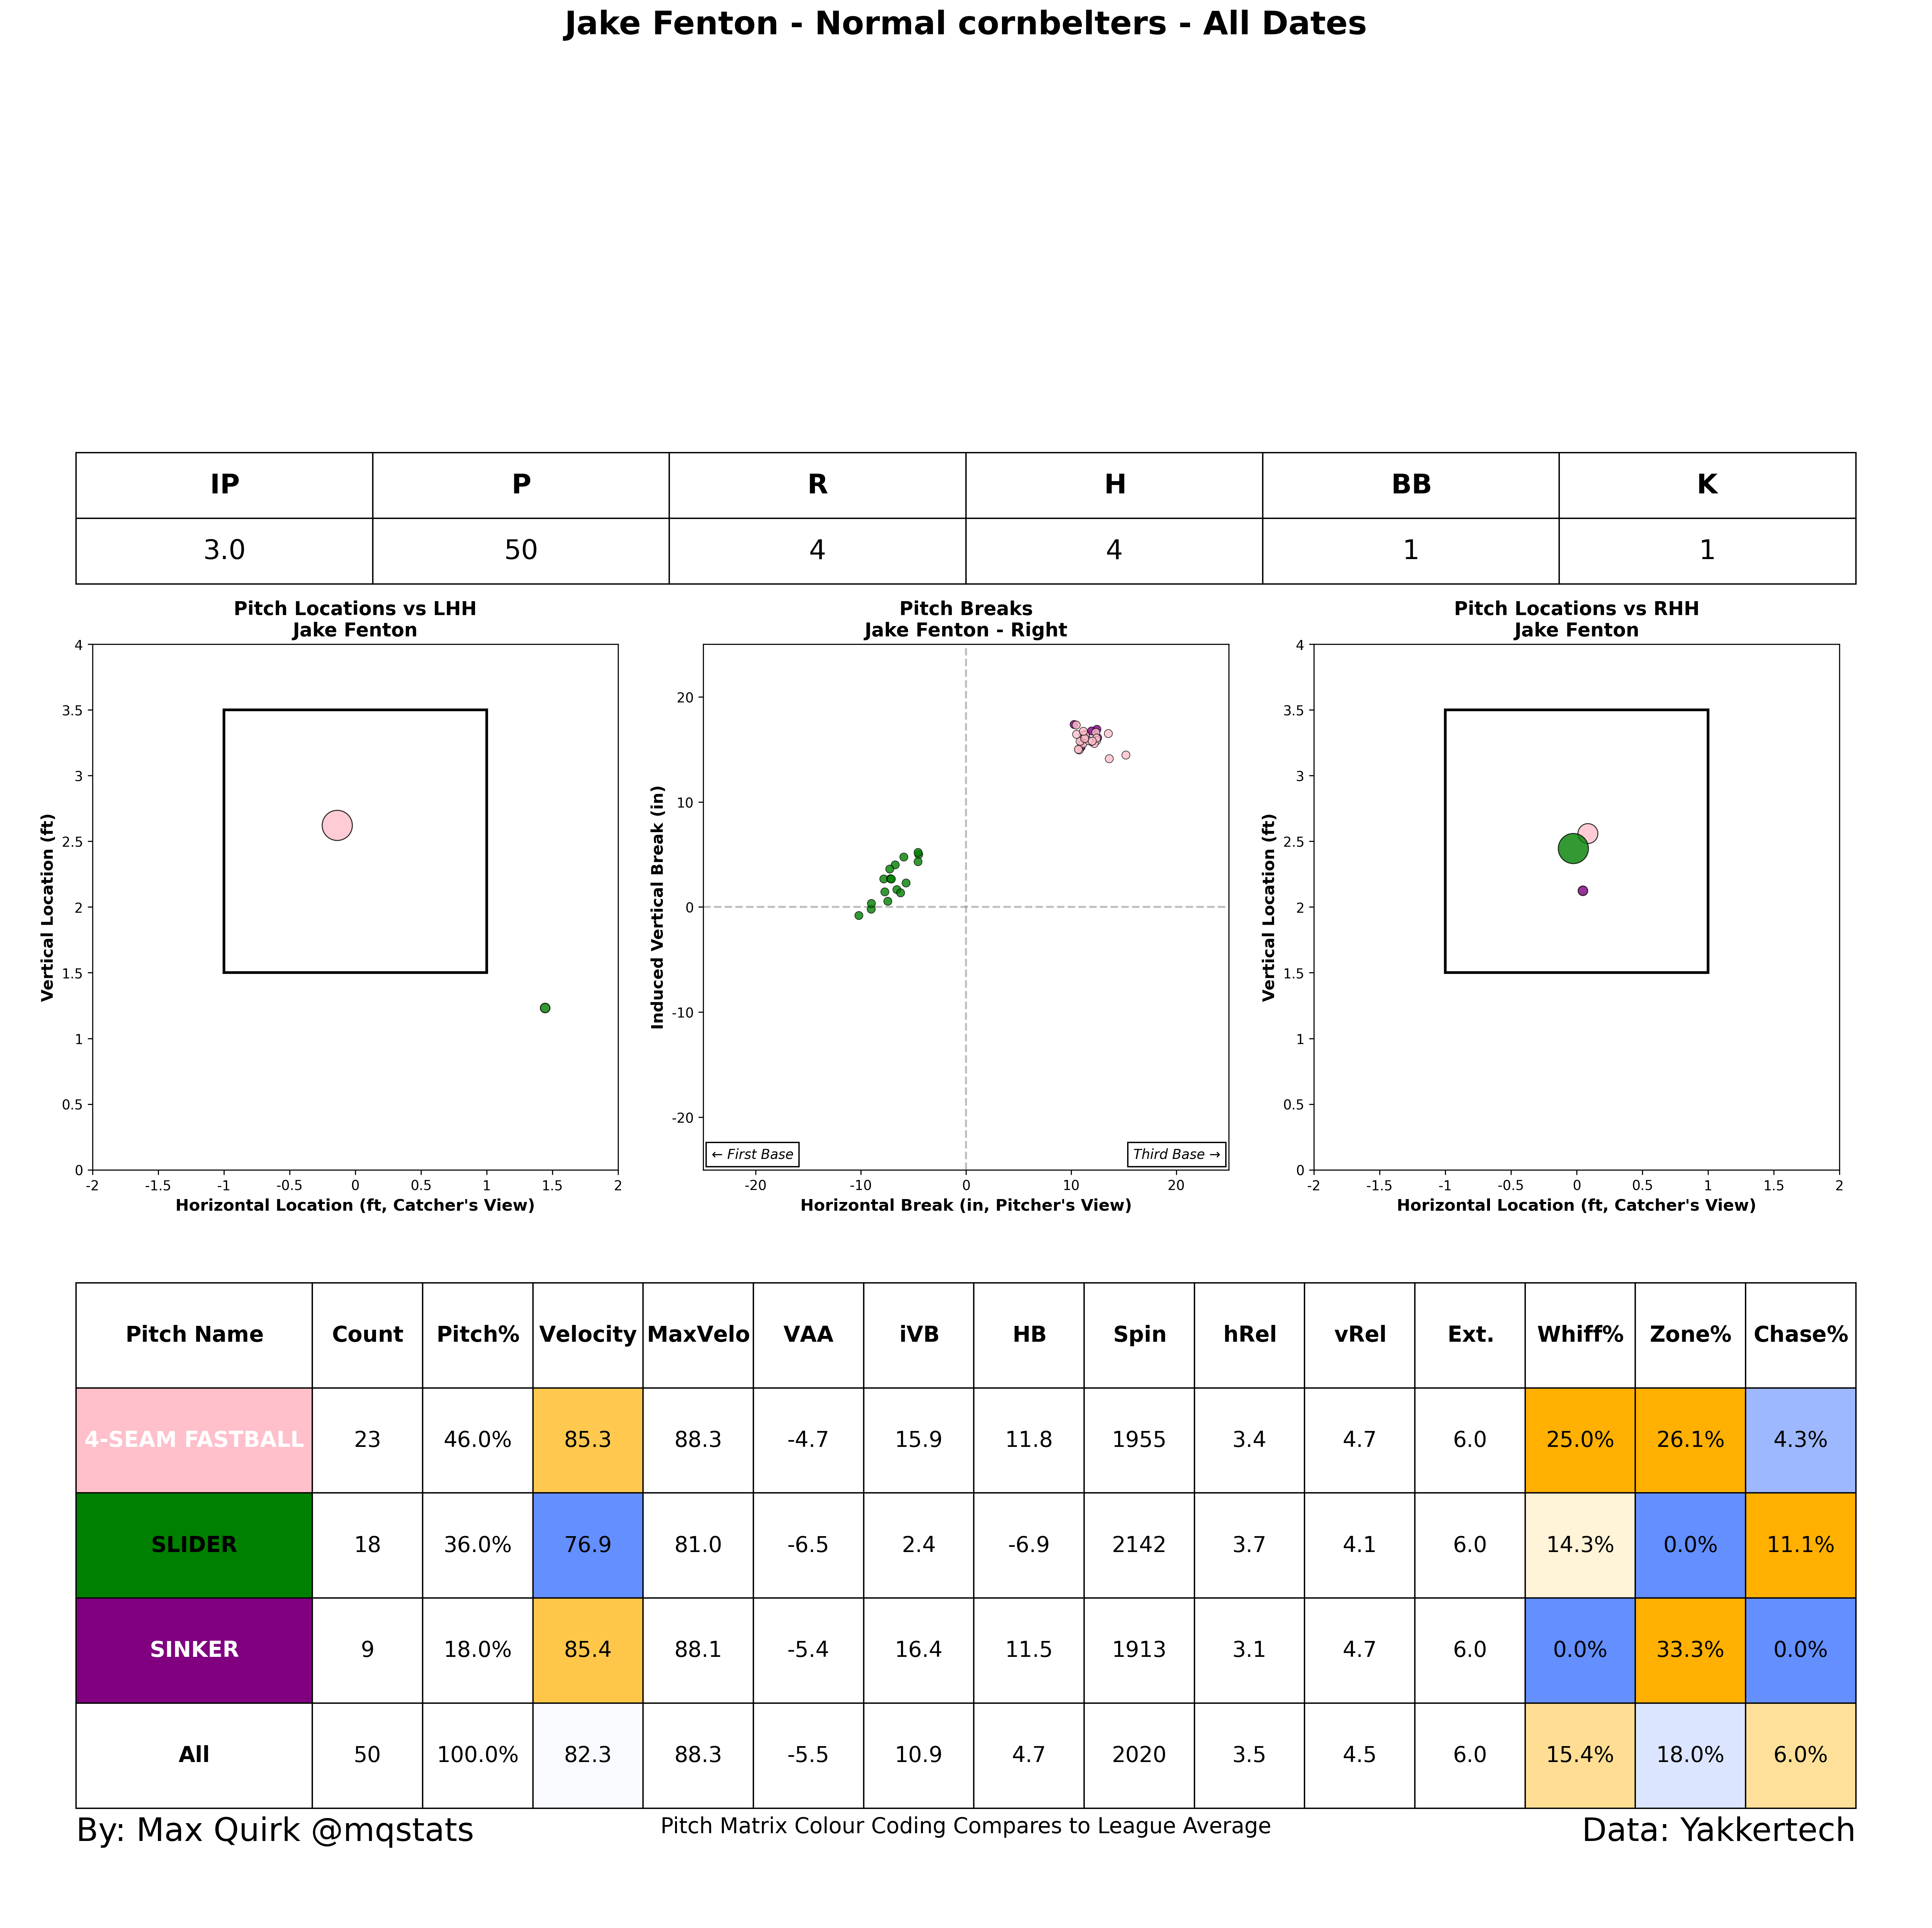 Jake Fenton - Normal cornbelters - All Dates
IP P R H BB K
3.0 50 4 4 1 1
Pitch Locations vs LHH
Jake Fenton
4
3.5
3
2.5
2
1.5
1
0.5
0
-2 -1.5 -1 -0.5 0 0.5 1 1.5 2
Vertical Location (ft)
Horizontal Location (ft, Catcher's View)
Pitch Breaks
Jake Fenton - Right
20
10
0
-10
-20
← First Base Third Base →
-20 -10 0 10 20
Induced Vertical Break (in)
Horizontal Break (in, Pitcher's View)
Pitch Locations vs RHH
Jake Fenton
4
3.5
3
2.5
2
1.5
1
0.5
0
-2 -1.5 -1 -0.5 0 0.5 1 1.5 2
Vertical Location (ft)
Horizontal Location (ft, Catcher's View)
Pitch Name Count Pitch% Velocity MaxVelo VAA iVB HB Spin hRel vRel Ext. Whiff% Zone% Chase%
4-SEAM FASTBALL 23 46.0% 85.3 88.3 -4.7 15.9 11.8 1955 3.4 4.7 6.0 25.0% 26.1% 4.3%
SLIDER 18 36.0% 76.9 81.0 -6.5 2.4 -6.9 2142 3.7 4.1 6.0 14.3% 0.0% 11.1%
SINKER 9 18.0% 85.4 88.1 -5.4 16.4 11.5 1913 3.1 4.7 6.0 0.0% 33.3% 0.0%
All 50 100.0% 82.3 88.3 -5.5 10.9 4.7 2020 3.5 4.5 6.0 15.4% 18.0% 6.0%
By: Max Quirk @mqstats
Pitch Matrix Colour Coding Compares to League Average
Data: Yakkertech